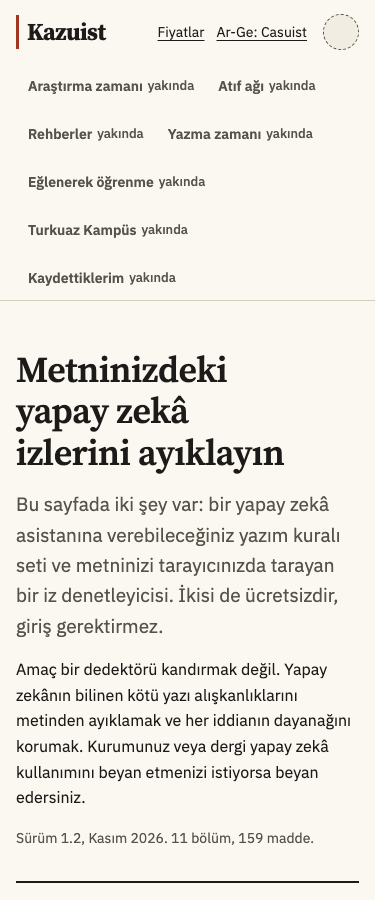 Kazuist
Fiyatlar Ar-Ge: Casuist
Araştırma zamanı yakında Atıf ağı yakında
Rehberler yakında Yazma zamanı yakında
Eğlenerek öğrenme yakında
Turkuaz Kampüs yakında
Kaydettiklerim yakında
Metninizdeki
yapay zekâ
izlerini ayıklayın
Bu sayfada iki şey var: bir yapay zekâ
asistanına verebileceğiniz yazım kuralı
seti ve metninizi tarayıcınızda tarayan
bir iz denetleyicisi. İkisi de ücretsizdir,
giriş gerektirmez.
Amaç bir dedektörü kandırmak değil. Yapay
zekânın bilinen kötü yazı alışkanlıklarını
metinden ayıklamak ve her iddianın dayanağını
korumak. Kurumunuz veya dergi yapay zekâ
kullanımını beyan etmenizi istiyorsa beyan
edersiniz.
Sürüm 1.2, Kasım 2026. 11 bölüm, 159 madde.